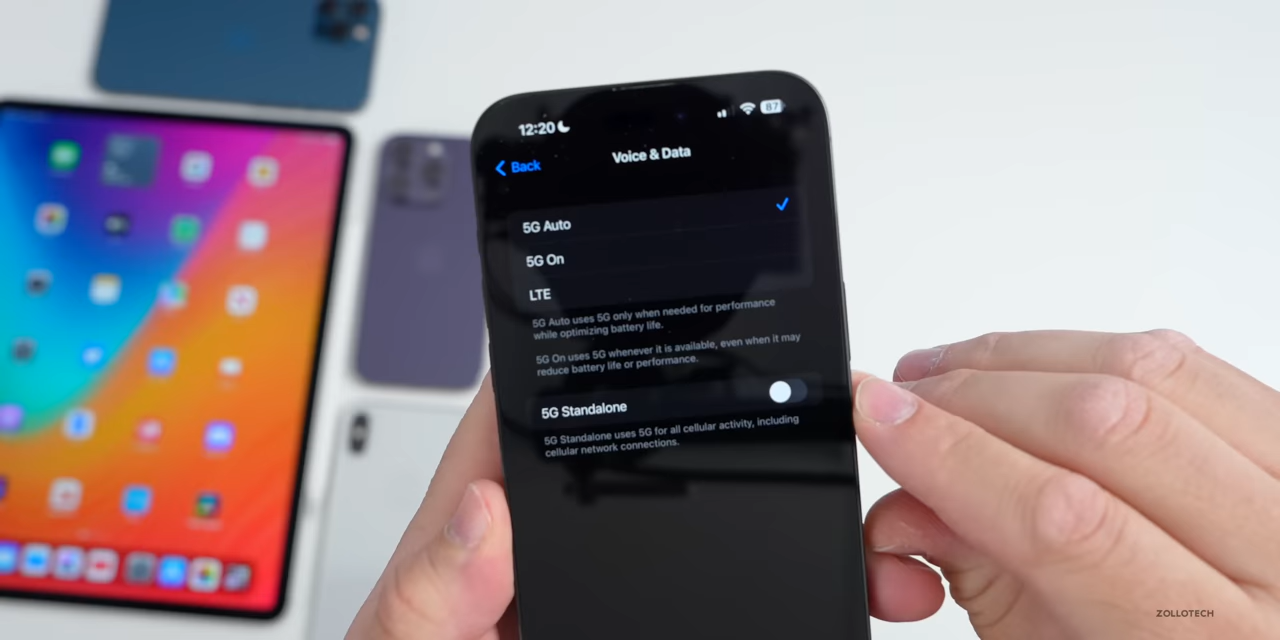 12:20
87
Back
Voice & Data
5G Auto
5G On
LTE
5G Auto uses 5G only when needed for performance
while optimizing battery life.
5G On uses 5G whenever it is available, even when it may
reduce battery life or performance.
5G Standalone
5G Standalone uses 5G for all cellular activity, including
cellular network connections.
ZOLLOTECH